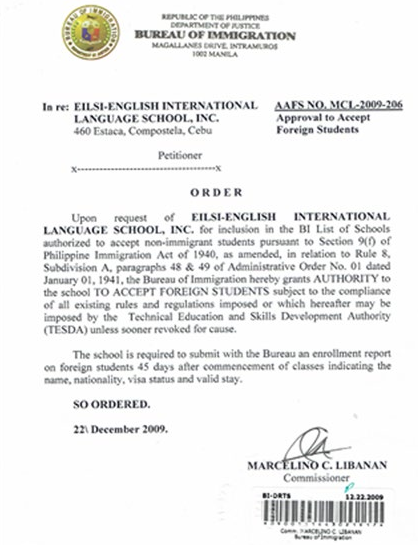 REPUBLIC OF THE PHILIPPINES
DEPARTMENT OF JUSTICE
BUREAU OF IMMIGRATION
MAGALLANES DRIVE, INTRAMUROS
1002 MANILA
In re: EILSI-ENGLISH INTERNATIONAL
LANGUAGE SCHOOL, INC.
460 Estaca, Compostela, Cebu
AAFS NO. MCL-2009-206
Approval to Accept
Foreign Students
Petitioner
x-------------------------------------x
ORDER
Upon request of EILSI-ENGLISH INTERNATIONAL
LANGUAGE SCHOOL, INC. for inclusion in the BI List of Schools
authorized to accept non-immigrant students pursuant to Section 9(f) of
Philippine Immigration Act of 1940, as amended, in relation to Rule 8,
Subdivision A, paragraphs 48 & 49 of Administrative Order No. 01 dated
January 01, 1941, the Bureau of Immigration hereby grants AUTHORITY to
the school TO ACCEPT FOREIGN STUDENTS subject to the compliance
of all existing rules and regulations imposed or which hereafter may be
imposed by the Technical Education and Skills Development Authority
(TESDA) unless sooner revoked for cause.
The school is required to submit with the Bureau an enrollment report
on foreign students 45 days after commencement of classes indicating the
name, nationality, visa status and valid stay.
SO ORDERED.
22\ December 2009.
MARCELINO C. LIBANAN
Commissioner
BI-DRTS 12.22.2009
Comm. MARCELINO C. LIBANAN
Bureau of Immigration